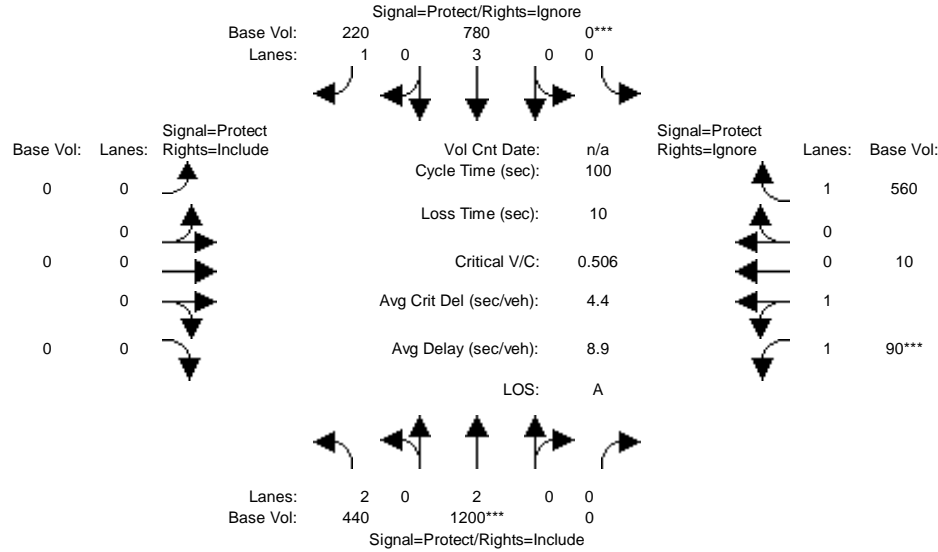 Signal=Protect/Rights=Ignore
Base Vol: 220 780 0***
Lanes: 1 0 3 0 0
Signal=Protect
Base Vol: Lanes: Rights=Include
Vol Cnt Date: n/a
Signal=Protect
Rights=Ignore Lanes: Base Vol:
Cycle Time (sec): 100
0 0 1 560
Loss Time (sec): 10
0 0
0 0 Critical V/C: 0.506 0 10
0 Avg Crit Del (sec/veh): 4.4 1
0 0 Avg Delay (sec/veh): 8.9 1 90***
LOS: A
Lanes: 2 0 2 0 0
Base Vol: 440 1200*** 0
Signal=Protect/Rights=Include